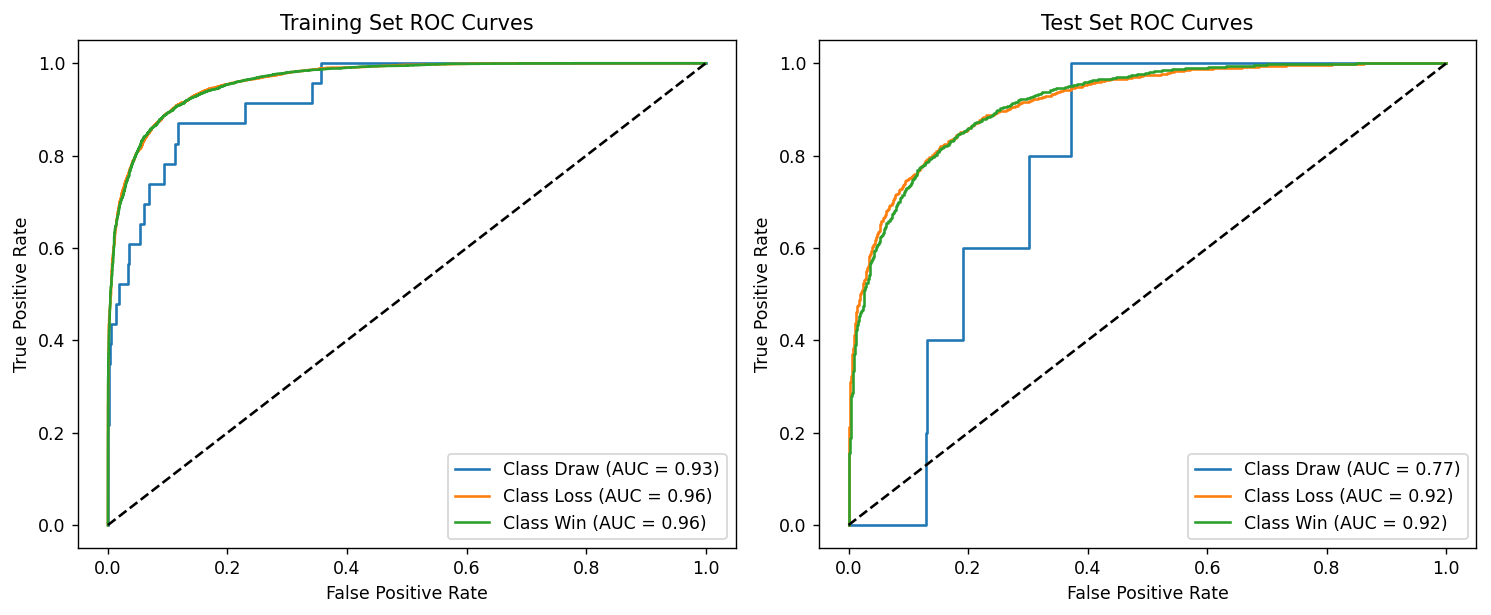 Training Set ROC Curves
1.0
0.8
0.6
0.4
0.2
0.0
True Positive Rate
0.0 0.2 0.4 0.6 0.8 1.0
False Positive Rate
Class Draw (AUC = 0.93)
Class Loss (AUC = 0.96)
Class Win (AUC = 0.96)
Test Set ROC Curves
1.0
0.8
0.6
0.4
0.2
0.0
True Positive Rate
0.0 0.2 0.4 0.6 0.8 1.0
False Positive Rate
Class Draw (AUC = 0.77)
Class Loss (AUC = 0.92)
Class Win (AUC = 0.92)